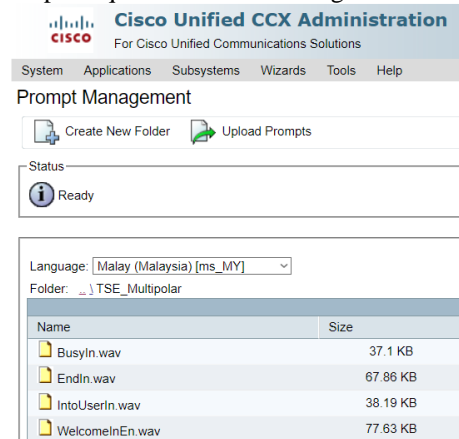 Cisco Unified CCX Administration
CISCO For Cisco Unified Communications Solutions
System Applications Subsystems Wizards Tools Help
Prompt Management
Create New Folder Upload Prompts
Status
Ready
Language: Malay (Malaysia) [ms_MY]
Folder: .. \ TSE_Multipolar
Name Size
BusyIn.wav 37.1 KB
EndIn.wav 67.86 KB
IntoUserIn.wav 38.19 KB
WelcomeInEn.wav 77.63 KB